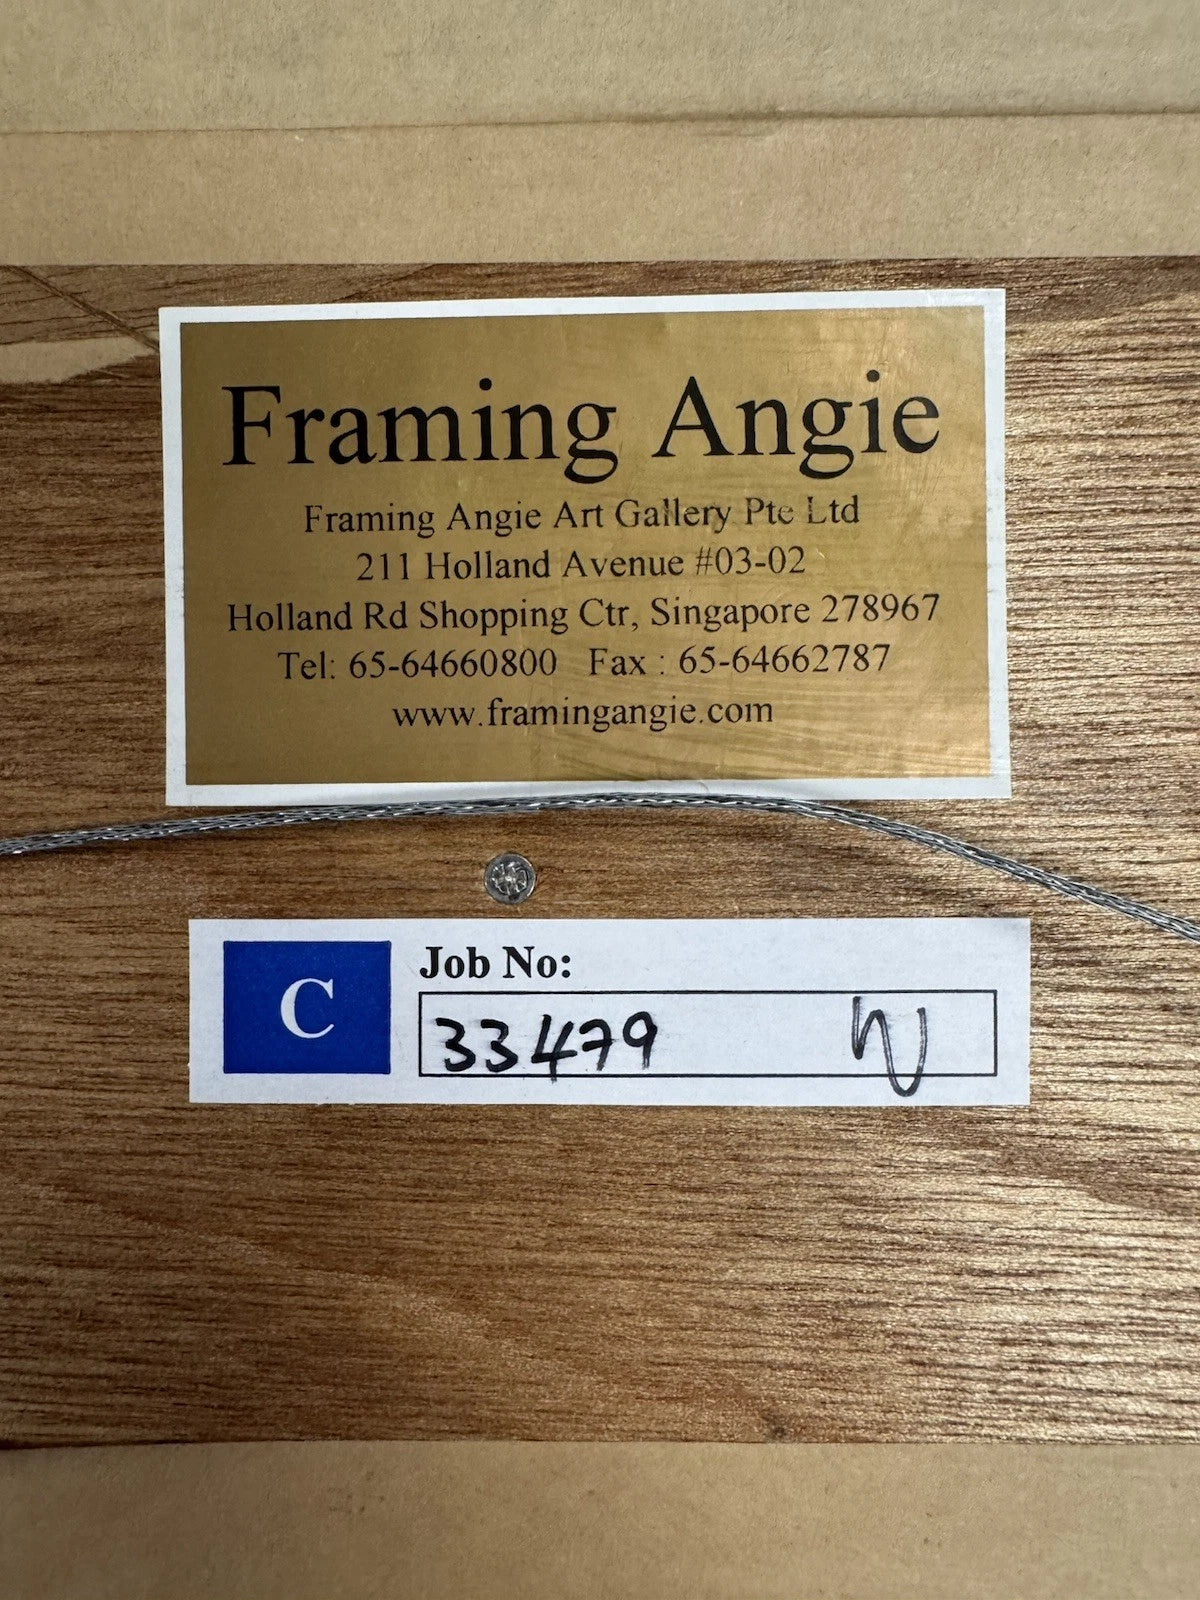 Framing Angie
Framing Angie Art Gallery Pte Ltd
211 Holland Avenue #03-02
Holland Rd Shopping Ctr, Singapore 278967
Tel: 65-64660800 Fax : 65-64662787
www.framingangie.com
C
Job No:
33479